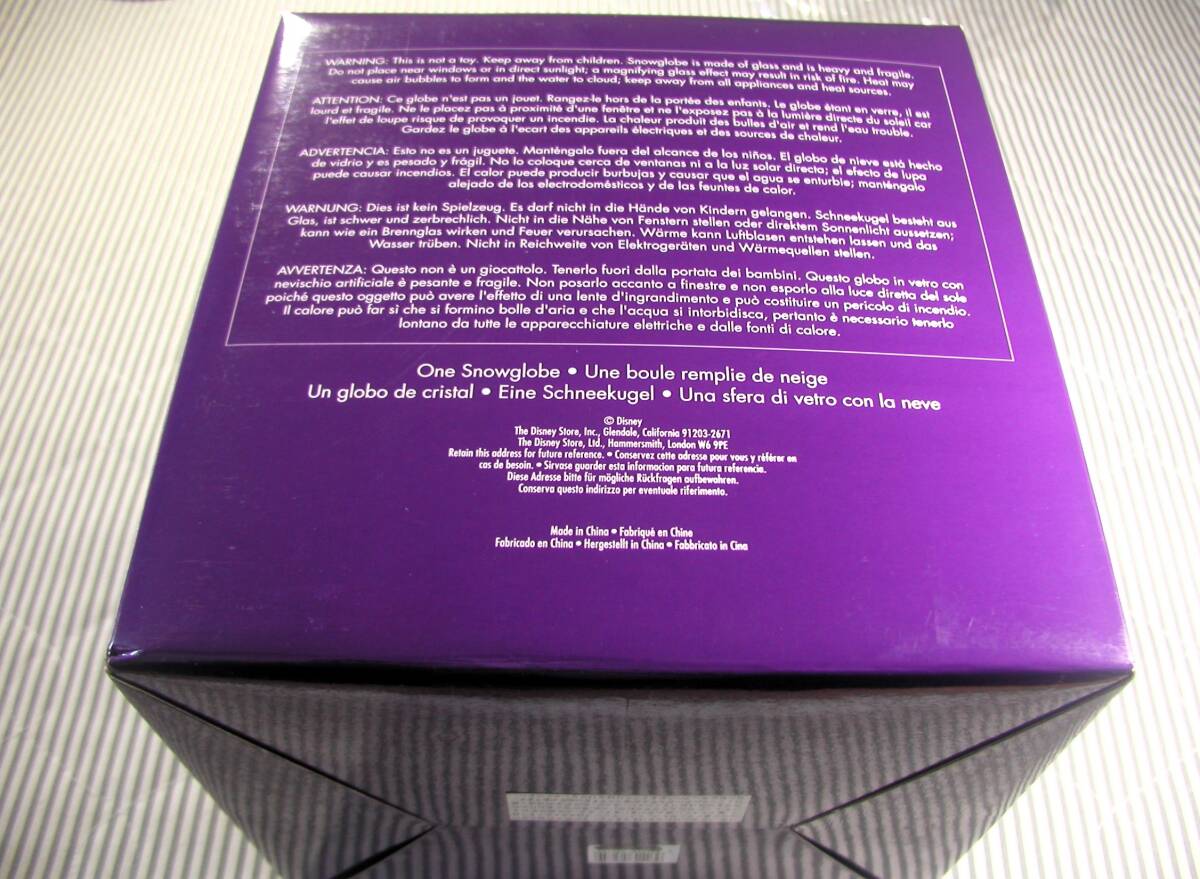 WARNING: This is not a toy. Keep away from children. Snowglobe is made of glass and is heavy and fragile.
Do not place near windows or in direct sunlight; a magnifying glass effect may result in risk of fire. Heat may
cause air bubbles to form and the water to cloud; keep away from all appliances and heat sources.
ATTENTION: Ce globe n'est pas un jouet. Rangez-le hors de la portée des enfants. Le globe étant en verre, il est
lourd et fragile. Ne le placez pas à proximité d'une fenêtre et ne l'exposez pas à la lumière directe du soleil car
l'effet de loupe risque de provoquer un incendie. La chaleur produit des bulles d'air et rend l'eau trouble.
Gardez le globe à l'ecart des appareils électriques et des sources de chaleur.
ADVERTENCIA: Esto no es un juguete. Manténgalo fuera del alcance de los niños. El globo de nieve está hecho
de vidrio y es pesado y frágil. No lo coloque cerca de ventanas ni a la luz solar directa; el efecto de lupa
puede causar incendios. El calor puede producir burbujas y causar que el agua se enturbie; manténgalo
alejado de los electrodomésticos y de las feuntes de calor.
WARNUNG: Dies ist kein Spielzeug. Es darf nicht in die Hände von Kindern gelangen. Schneekugel besteht aus
Glas, ist schwer und zerbrechlich. Nicht in die Nähe von Fenstern stellen oder direktem Sonnenlicht aussetzen;
kann wie ein Brennglas wirken und Feuer verursachen. Wärme kann Luftblasen entstehen lassen und das
Wasser trüben. Nicht in Reichweite von Elektrogeräten und Wärmequellen stellen.
AVVERTENZA: Questo non è un giocattolo. Tenerlo fuori dalla portata dei bambini. Questo globo in vetro con
nevischio artificiale è pesante e fragile. Non posarlo accanto a finestre e non esporlo alla luce diretta del sole
poiché questo oggetto può avere l'effetto di una lente d'ingrandimento e può costituire un pericolo di incendio.
Il calore può far sì che si formino bolle d'aria e che l'acqua si intorbidisca, pertanto è necessario tenerlo
lontano da tutte le apparecchiature elettriche e dalle fonti di calore.
One Snowglobe • Une boule remplie de neige
Un globo de cristal • Eine Schneekugel • Una sfera di vetro con la neve
© Disney
The Disney Store, Inc., Glendale, California 91203-2671
The Disney Store, Ltd., Hammersmith, London W6 9PE
Retain this address for future reference. • Conservez cette adresse pour vous y référer en
cas de besoin. • Sirvase guarder esta informacion para futura referencia.
Diese Adresse bitte für mögliche Rückfragen aufbewahren.
Conserva questo indirizzo per eventuale riferimento.
Made in China • Fabriqué en Chine
Fabricado en China • Hergestellt in China • Fabbricato in Cina